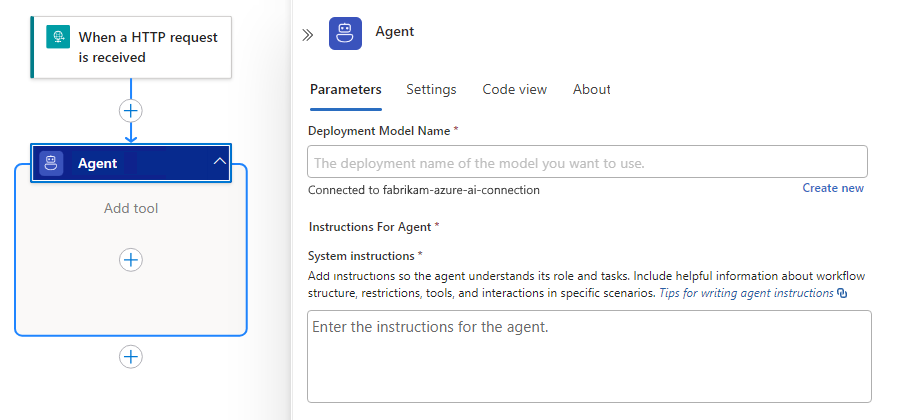 When a HTTP request
is received
Agent
Add tool
Agent
Parameters
Settings
Code view
About
Deployment Model Name *
The deployment name of the model you want to use.
Connected to fabrikam-azure-ai-connection
Create new
Instructions For Agent *
System instructions *
Add instructions so the agent understands its role and tasks. Include helpful information about workflow
structure, restrictions, tools, and interactions in specific scenarios. Tips for writing agent instructions
Enter the instructions for the agent.